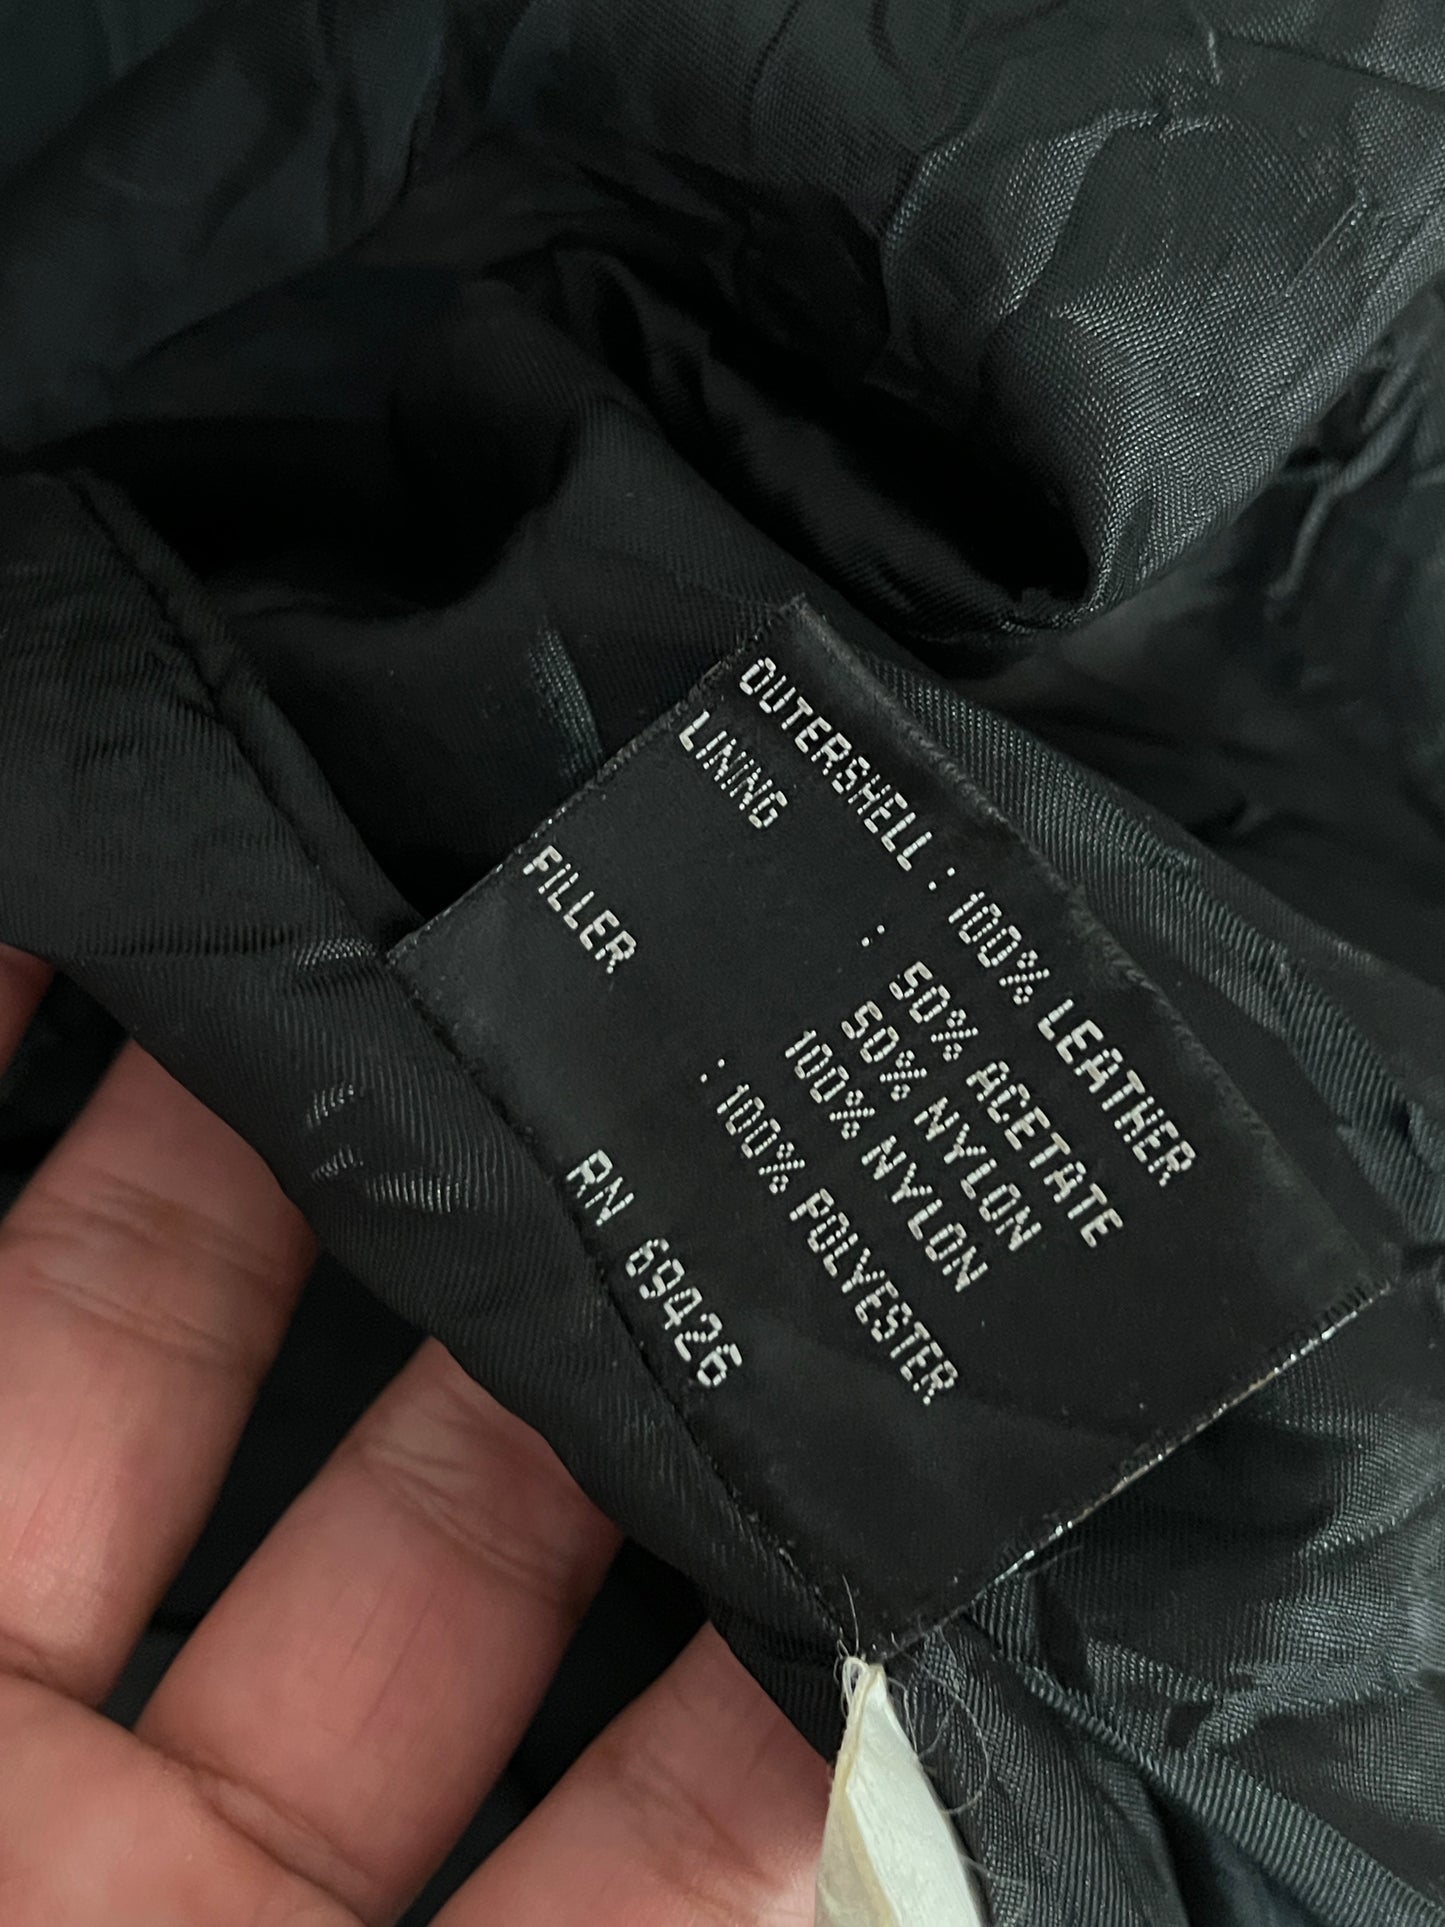 OUTERSHELL : 100% LEATHER
LINING : 50% ACETATE
50% NYLON
100% NYLON
FILLER : 100% POLYESTER
RN 69426